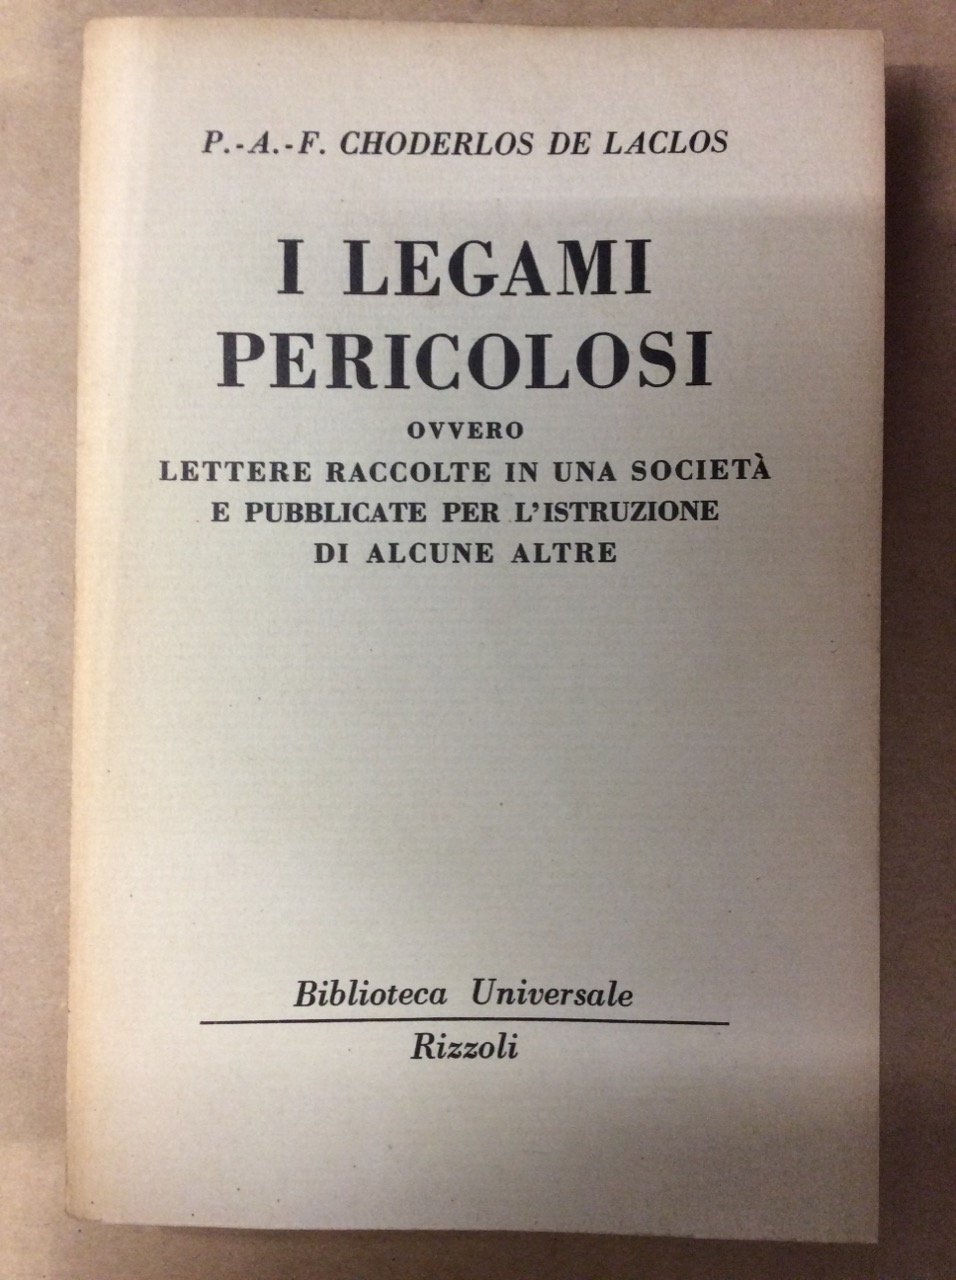 P.-A.-F. CHODERLOS DE LACLOS
I LEGAMI
PERICOLOSI
OVVERO
LETTERE RACCOLTE IN UNA SOCIETÀ
E PUBBLICATE PER L'ISTRUZIONE
DI ALCUNE ALTRE
Biblioteca Universale
Rizzoli